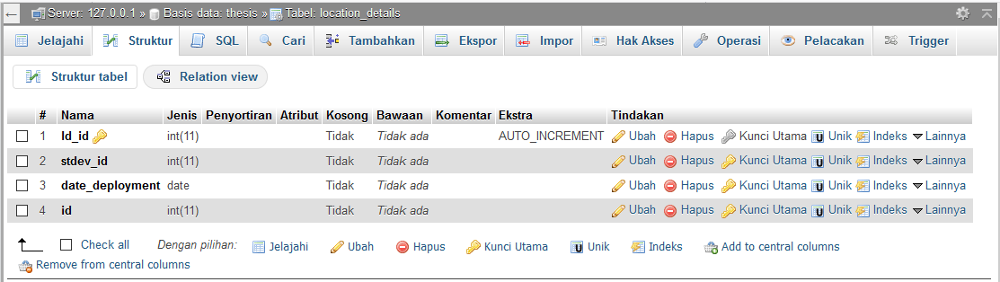 Server: 127.0.0.1 » Basis data: thesis » Tabel: location_details
Jelajahi Struktur SQL Cari Tambahkan Ekspor Impor Hak Akses Operasi Pelacakan Trigger
Struktur tabel Relation view
# Nama Jenis Penyortiran Atribut Kosong Bawaan Komentar Ekstra Tindakan
1 ld_id int(11) Tidak Tidak ada AUTO_INCREMENT Ubah Hapus Kunci Utama Unik Indeks Lainnya
2 stdev_id int(11) Tidak Tidak ada Ubah Hapus Kunci Utama Unik Indeks Lainnya
3 date_deployment date Tidak Tidak ada Ubah Hapus Kunci Utama Unik Indeks Lainnya
4 id int(11) Tidak Tidak ada Ubah Hapus Kunci Utama Unik Indeks Lainnya
Check all Dengan pilihan: Jelajahi Ubah Hapus Kunci Utama Unik Indeks Add to central columns
Remove from central columns